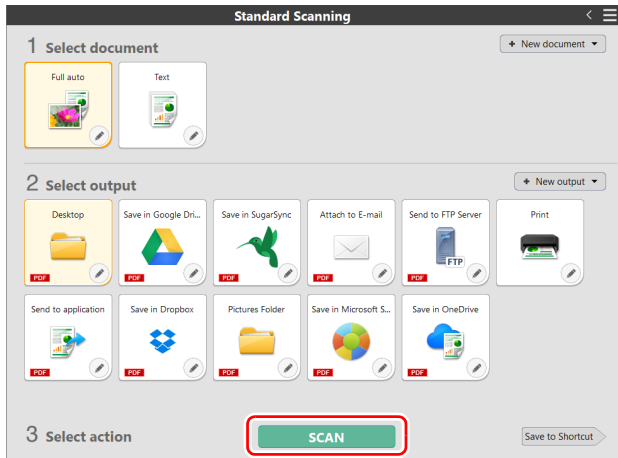 Standard Scanning
1 Select document
+ New document
Full auto
Text
2 Select output
+ New output
Desktop
Save in Google Dri...
Save in SugarSync
Attach to E-mail
Send to FTP Server
Print
PDF
PDF
PDF
PDF
FTP
Send to application
Save in Dropbox
Pictures Folder
Save in Microsoft S...
Save in OneDrive
PDF
PDF
PDF
PDF
PDF
3 Select action
SCAN
Save to Shortcut